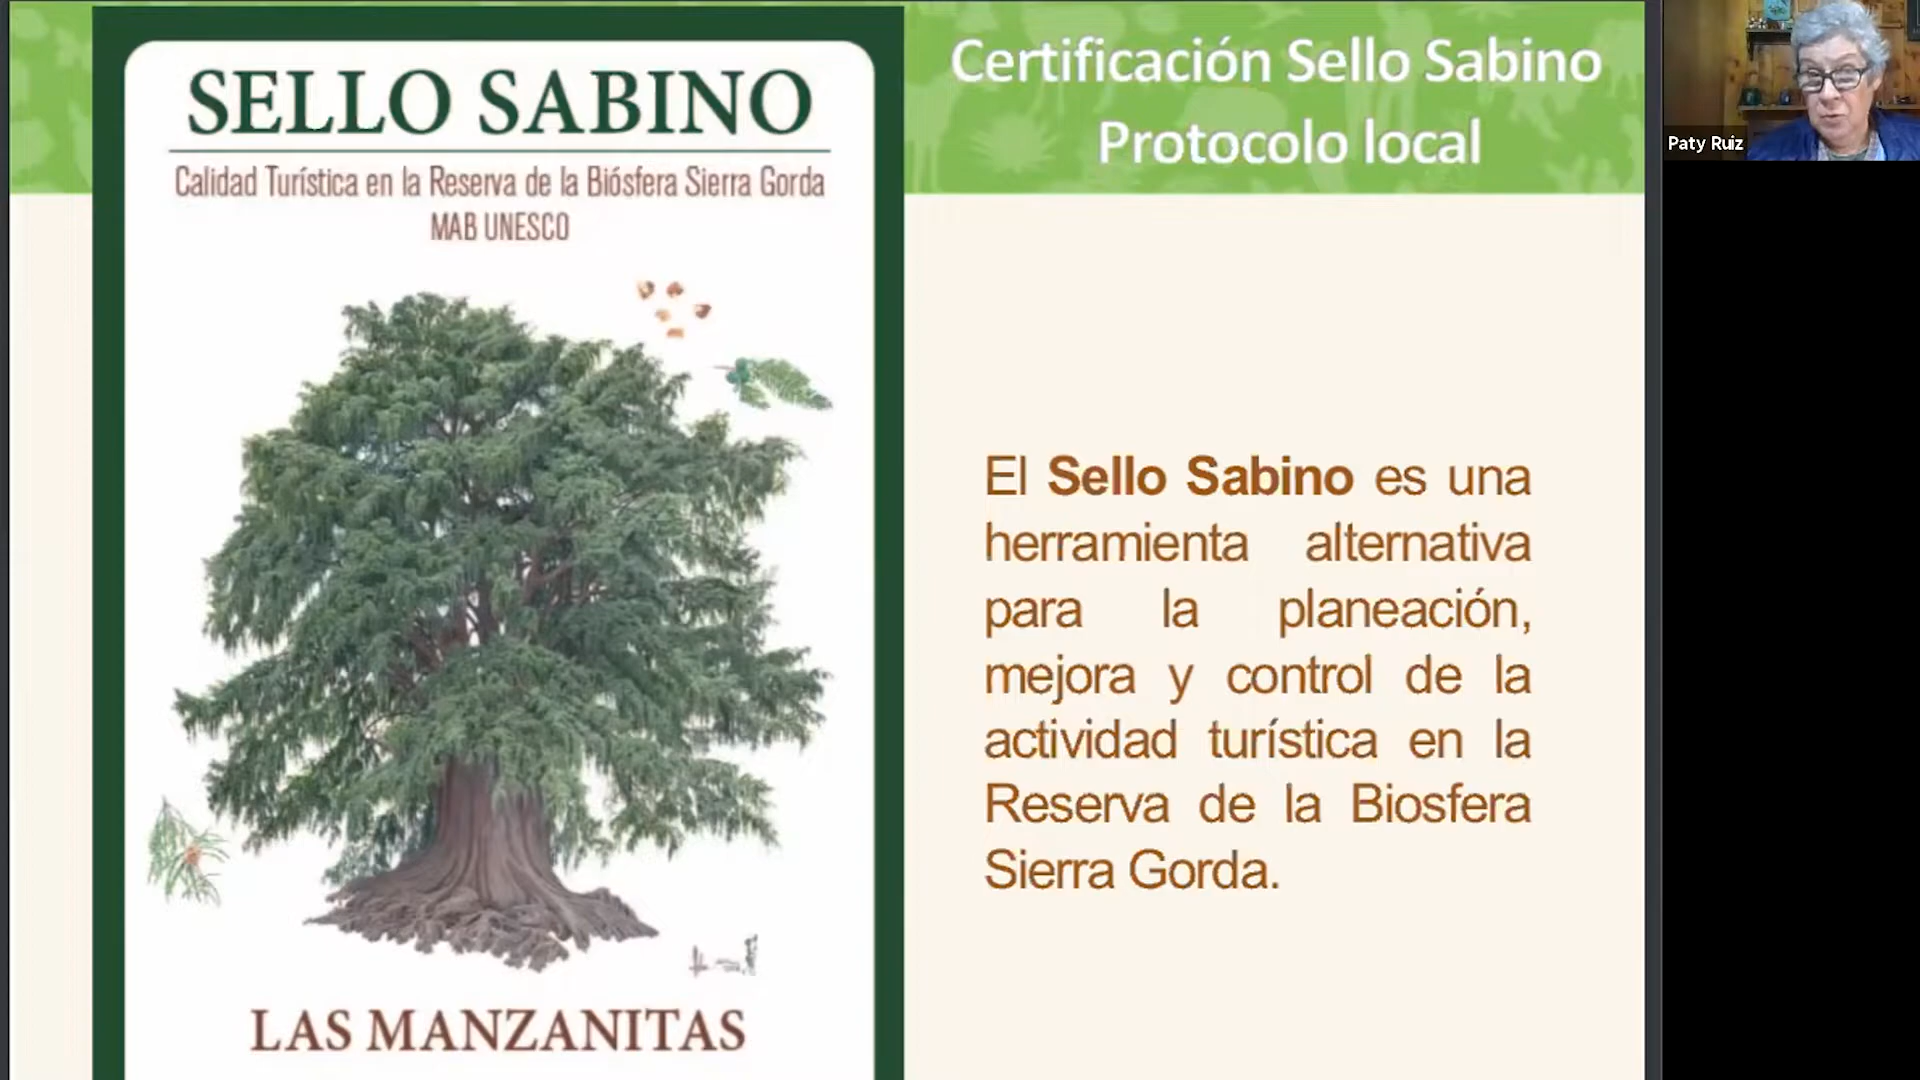 SELLO SABINO
Calidad Turística en la Reserva de la Biósfera Sierra Gorda
MAB UNESCO
LAS MANZANITAS
Certificación Sello Sabino
Protocolo local
El Sello Sabino es una
herramienta alternativa
para la planeación,
mejora y control de la
actividad turística en la
Reserva de la Biosfera
Sierra Gorda.
Paty Ruiz